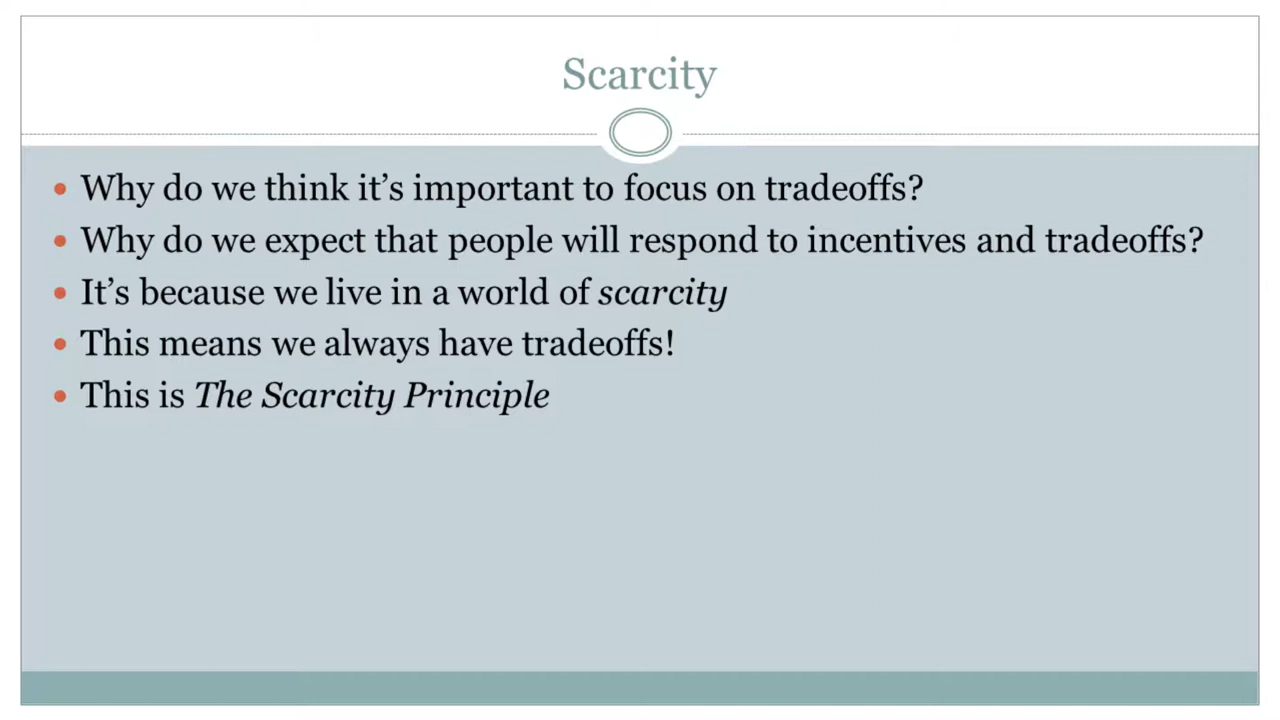 Scarcity
• Why do we think it's important to focus on tradeoffs?
• Why do we expect that people will respond to incentives and tradeoffs?
• It's because we live in a world of scarcity
• This means we always have tradeoffs!
• This is The Scarcity Principle